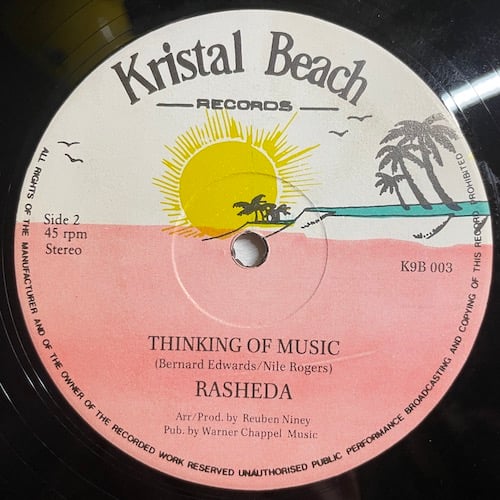 Kristal Beach
RECORDS
Side 2
45 rpm
Stereo
K9B 003
THINKING OF MUSIC
(Bernard Edwards/Nile Rogers)
RASHEDA
Arr/Prod. by Reuben Niney
Pub. by Warner Chappel Music
ALL RIGHTS OF THE MANUFACTURER AND OF THE OWNER OF THE RECORDED WORK RESERVED UNAUTHORISED PUBLIC PERFORMANCE BROADCASTING AND COPYING OF THIS RECORD PROHIBITED